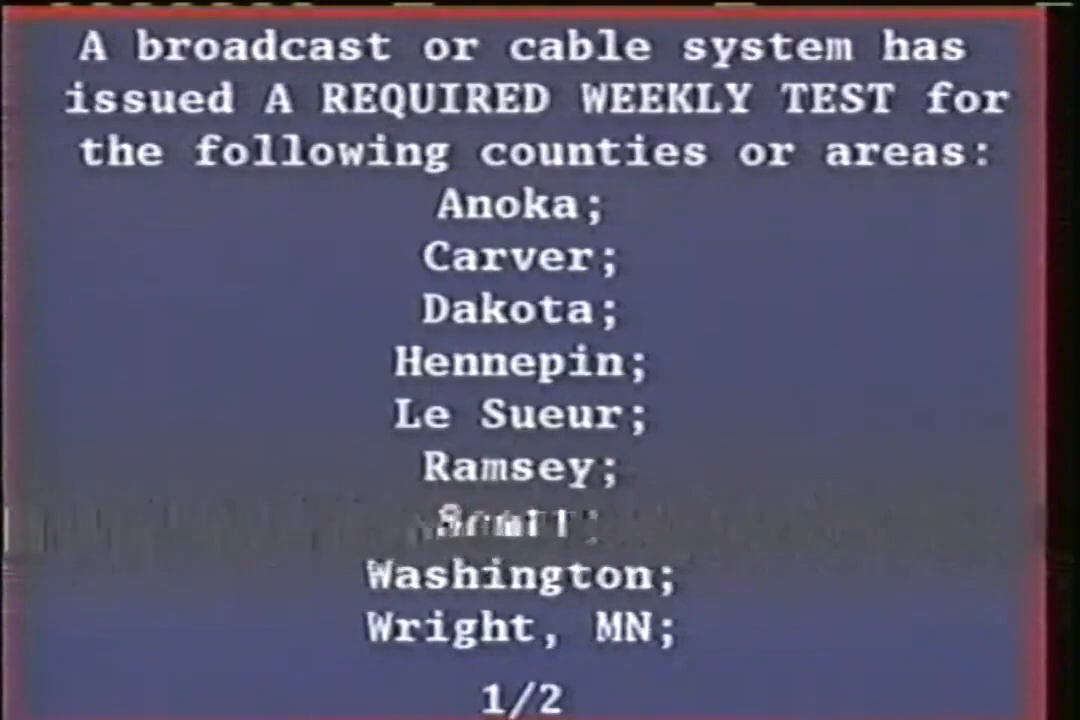 A broadcast or cable system has
issued A REQUIRED WEEKLY TEST for
the following counties or areas:
Anoka;
Carver;
Dakota;
Hennepin;
Le Sueur;
Ramsey;
Washington;
Wright, MN;
1/2